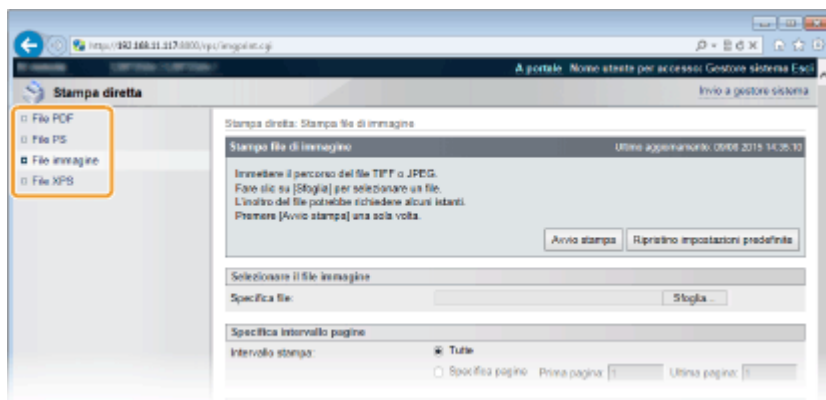 http://192.168.11.117:8000/rps/imgprint.cgi
A portale Nome utente per accesso: Gestore sistema Esci
Stampa diretta
Invio a gestore sistema
File PDF
File PS
File immagine
File XPS
Stampa diretta: Stampa file di immagine
Stampa file di immagine
Ultimo aggiornamento: 09/06 2015 14:35:10
Immettere il percorso del file TIFF o JPEG.
Fare clic su [Sfoglia] per selezionare un file.
L'inoltro del file potrebbe richiedere alcuni istanti.
Premere [Avvio stampa] una sola volta.
Avvio stampa Ripristino impostazioni predefinite
Selezionare il file immagine
Specifica file: Sfoglia...
Specifica intervallo pagine
Intervallo stampa: Tutte
Specifica pagine Prima pagina: 1 Ultima pagina: 1